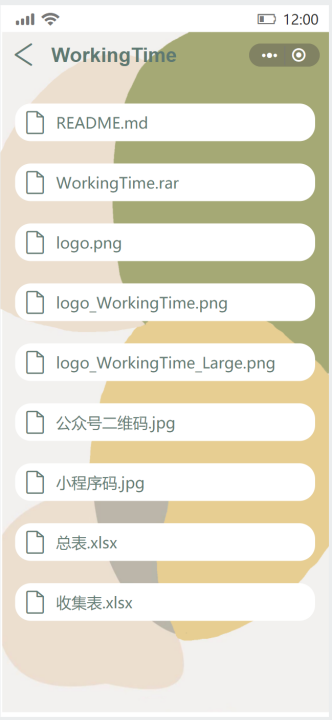 12:00
WorkingTime
README.md
WorkingTime.rar
logo.png
logo_WorkingTime.png
logo_WorkingTime_Large.png
公众号二维码.jpg
小程序码.jpg
总表.xlsx
收集表.xlsx